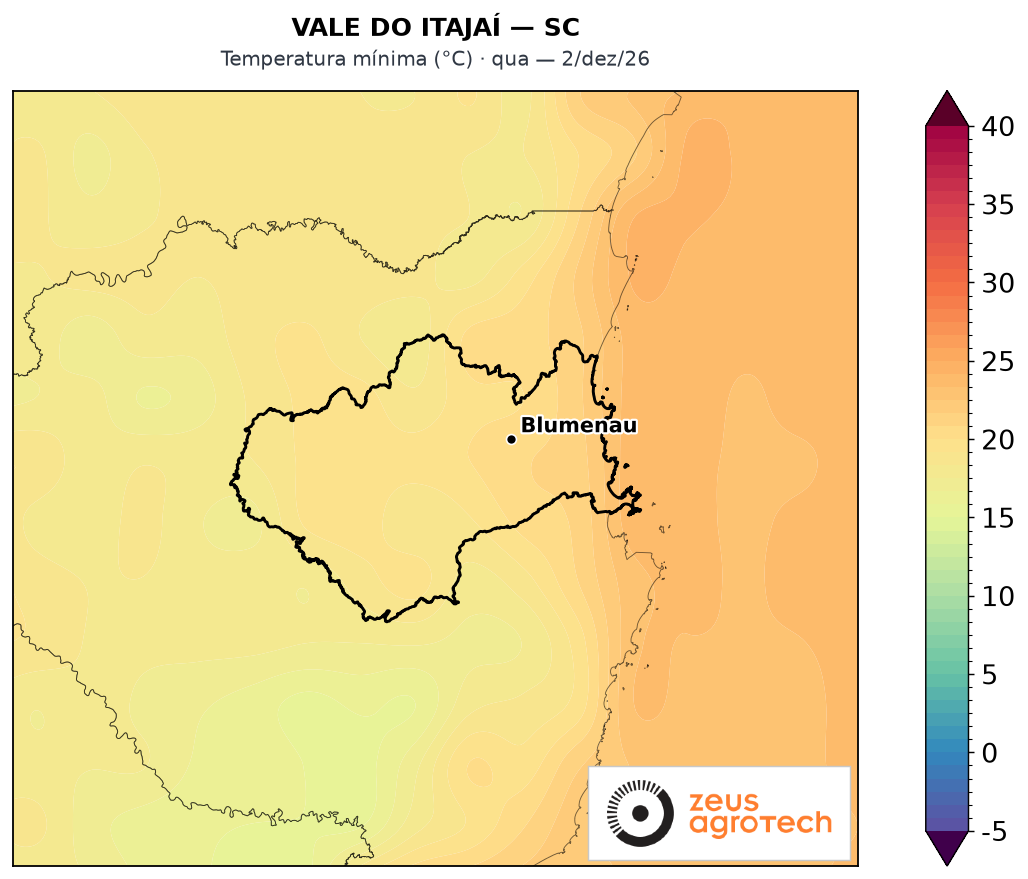 VALE DO ITAJAÍ — SC
Temperatura mínima (°C) · qua — 2/dez/26
Blumenau
40
35
30
25
20
15
10
5
0
-5
zeus
agrotech